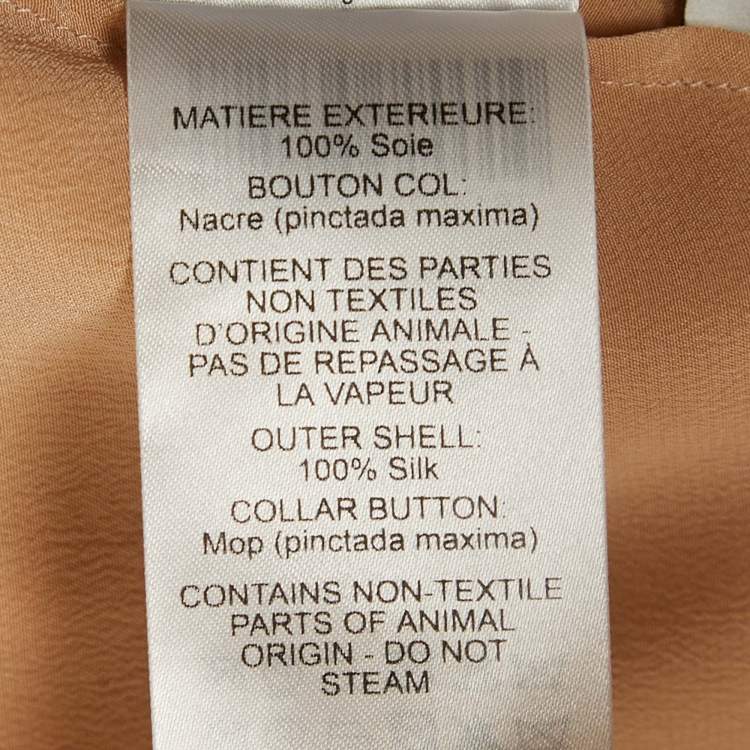 MATIERE EXTERIEURE:
100% Soie
BOUTON COL:
Nacre (pinctada maxima)
CONTIENT DES PARTIES
NON TEXTILES
D'ORIGINE ANIMALE -
PAS DE REPASSAGE À
LA VAPEUR
OUTER SHELL:
100% Silk
COLLAR BUTTON:
Mop (pinctada maxima)
CONTAINS NON-TEXTILE
PARTS OF ANIMAL
ORIGIN - DO NOT
STEAM